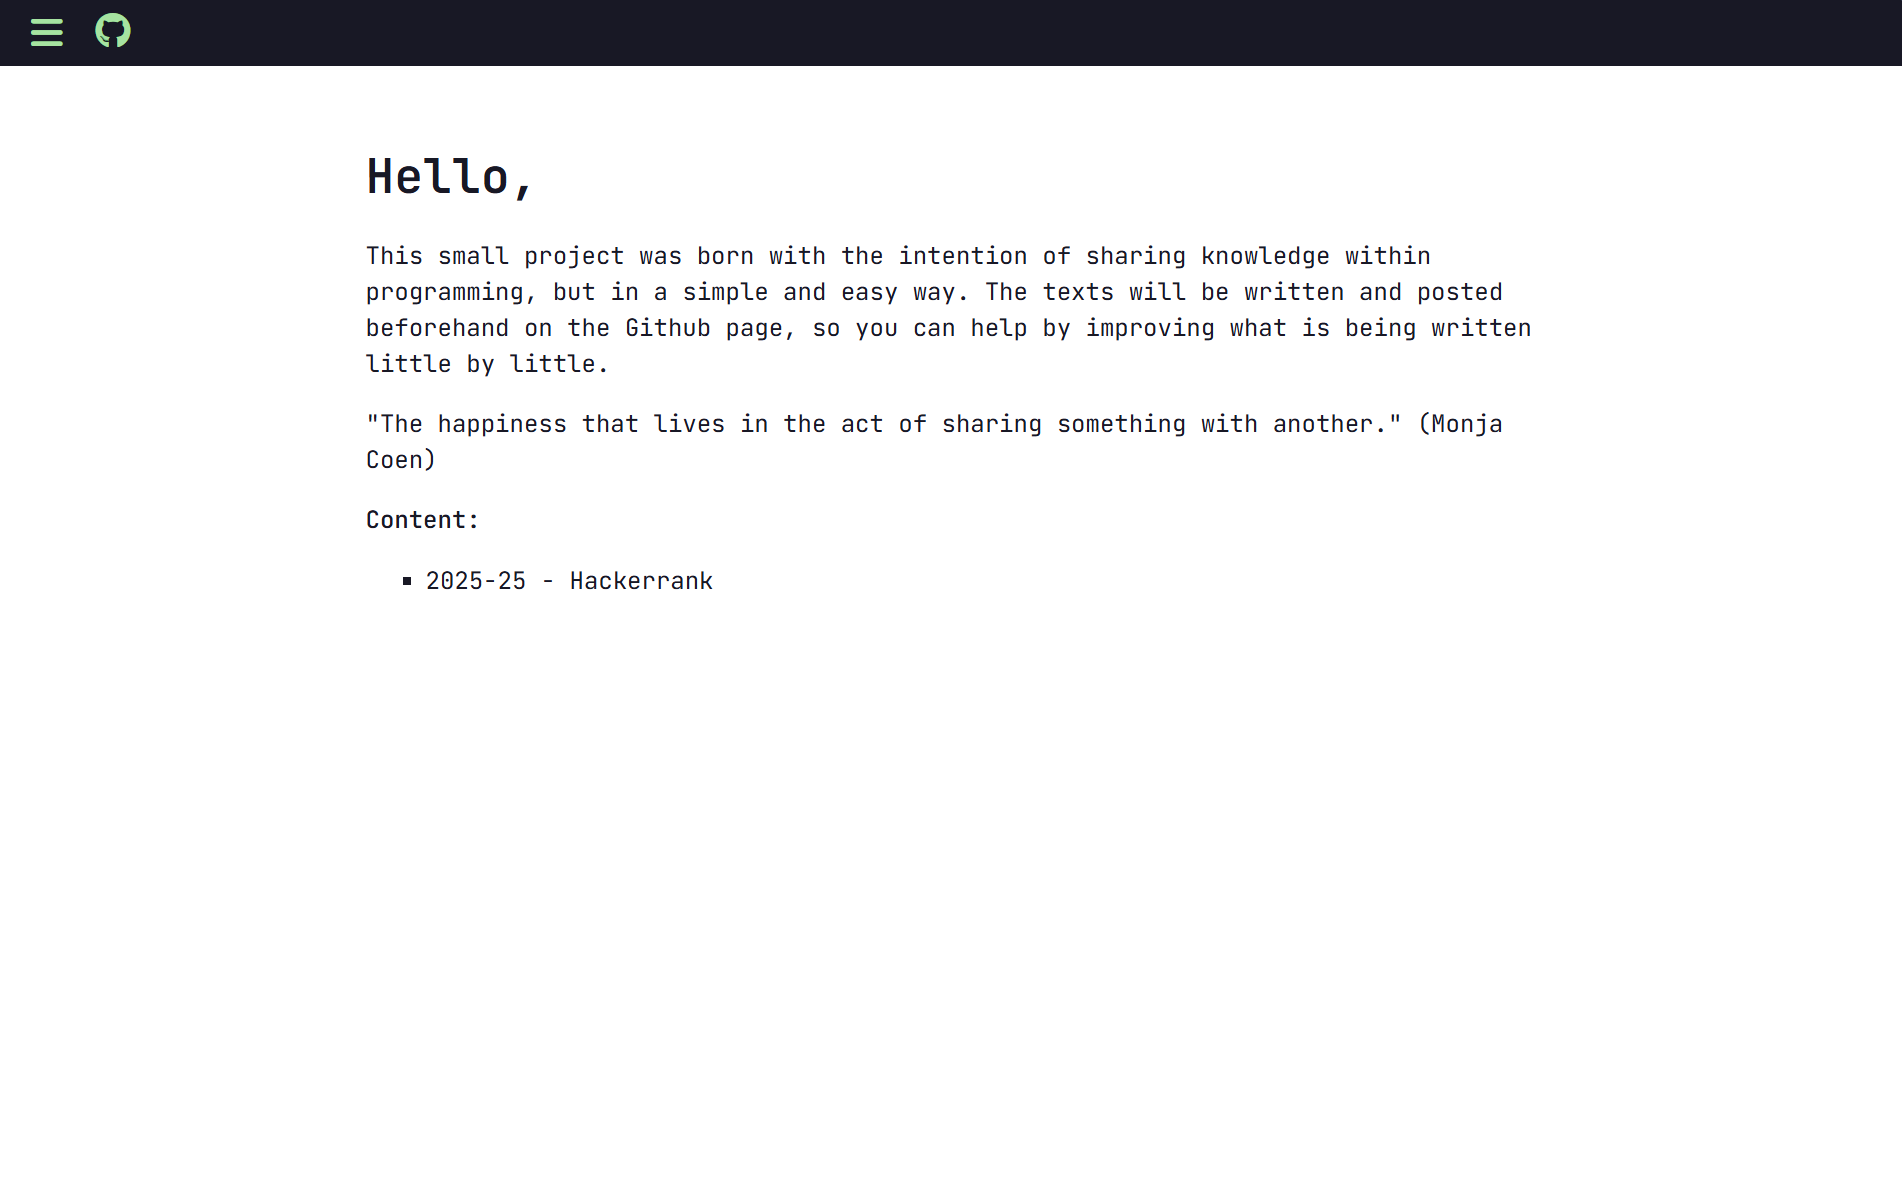 Hello,
This small project was born with the intention of sharing knowledge within
programming, but in a simple and easy way. The texts will be written and posted
beforehand on the Github page, so you can help by improving what is being written
little by little.
"The happiness that lives in the act of sharing something with another." (Monja
Coen)
Content:
2025-25 - Hackerrank